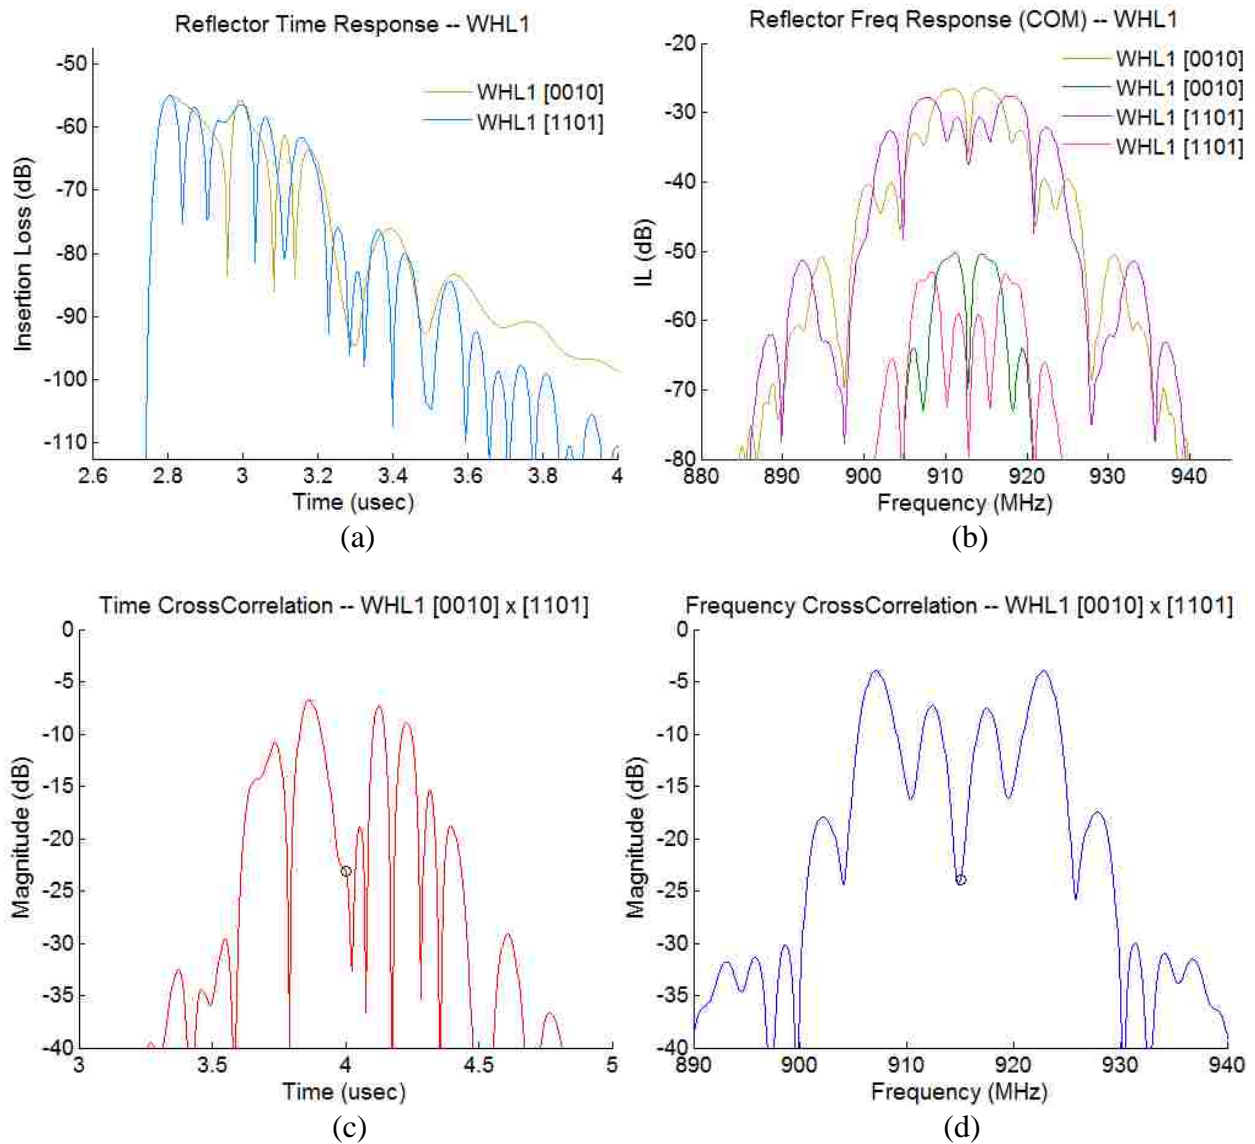 Reflector Time Response -- WHL1
-50
-60
-70
-80
-90
-100
-110
Insertion Loss (dB)
WHL1 [0010]
WHL1 [1101]
2.6 2.8 3 3.2 3.4 3.6 3.8 4
Time (usec)
(a)
Reflector Freq Response (COM) -- WHL1
-20
-30
-40
-50
-60
-70
-80
IL (dB)
WHL1 [0010]
WHL1 [0010]
WHL1 [1101]
WHL1 [1101]
880 890 900 910 920 930 940
Frequency (MHz)
(b)
Time CrossCorrelation -- WHL1 [0010] x [1101]
0
-5
-10
-15
-20
-25
-30
-35
-40
Magnitude (dB)
3 3.5 4 4.5 5
Time (usec)
(c)
Frequency CrossCorrelation -- WHL1 [0010] x [1101]
0
-5
-10
-15
-20
-25
-30
-35
-40
Magnitude (dB)
890 900 910 920 930 940
Frequency (MHz)
(d)